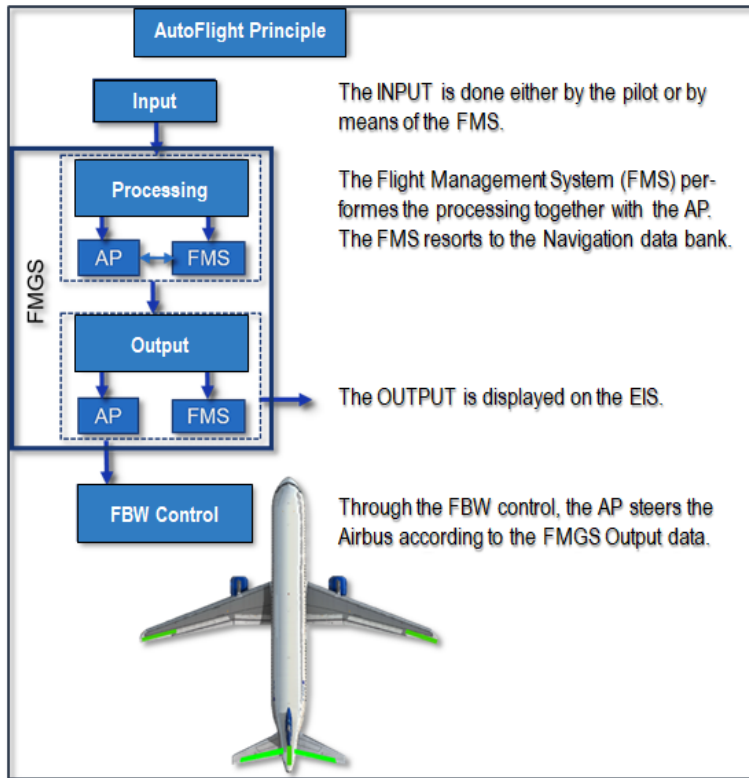 AutoFlight Principle
Input
The INPUT is done either by the pilot or by
means of the FMS.
Processing
The Flight Management System (FMS) per-
formes the processing together with the AP.
The FMS resorts to the Navigation data bank.
AP
FMS
FMGS
Output
AP
FMS
The OUTPUT is displayed on the EIS.
FBW Control
Through the FBW control, the AP steers the
Airbus according to the FMGS Output data.